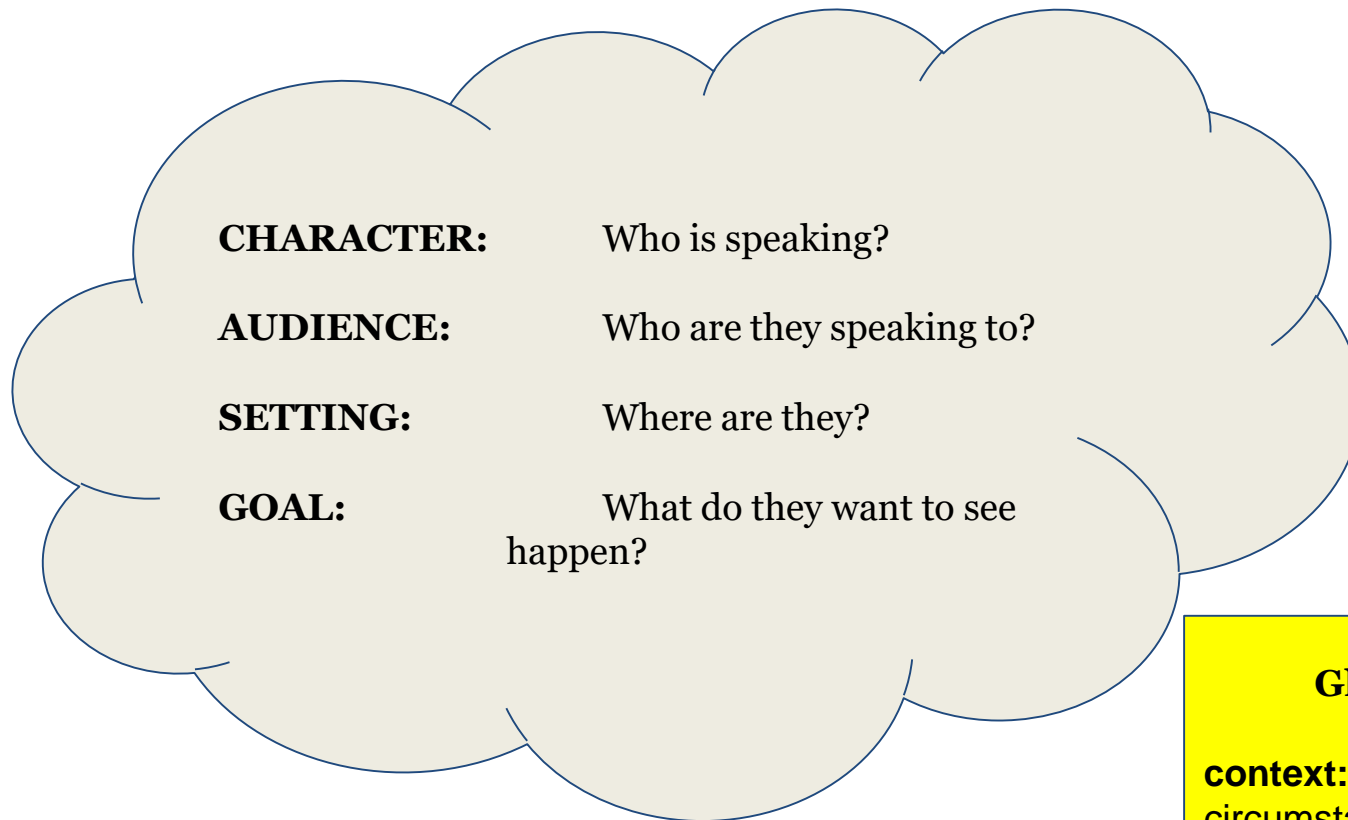 CHARACTER: Who is speaking?
AUDIENCE: Who are they speaking to?
SETTING: Where are they?
GOAL: What do they want to see
happen?
context: